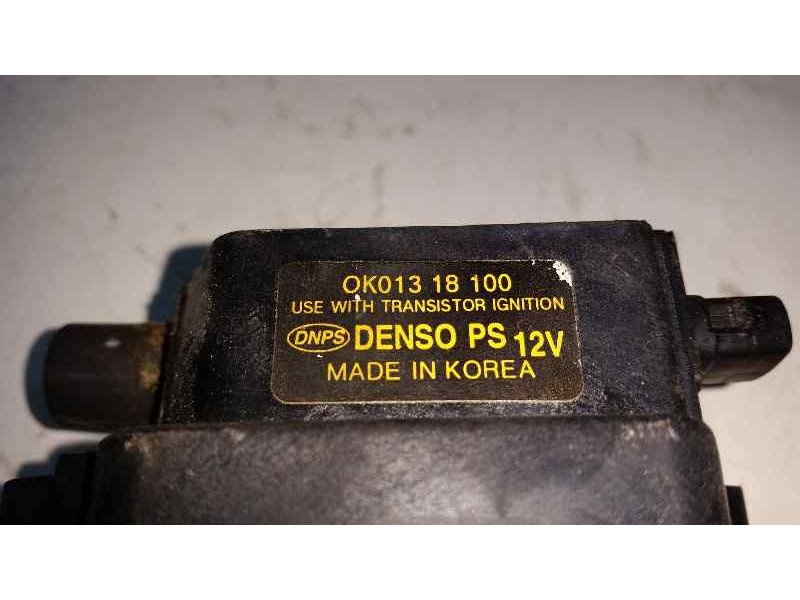 OK013 18 100
USE WITH TRANSISTOR IGNITION
DNPS DENSO PS 12V
MADE IN KOREA